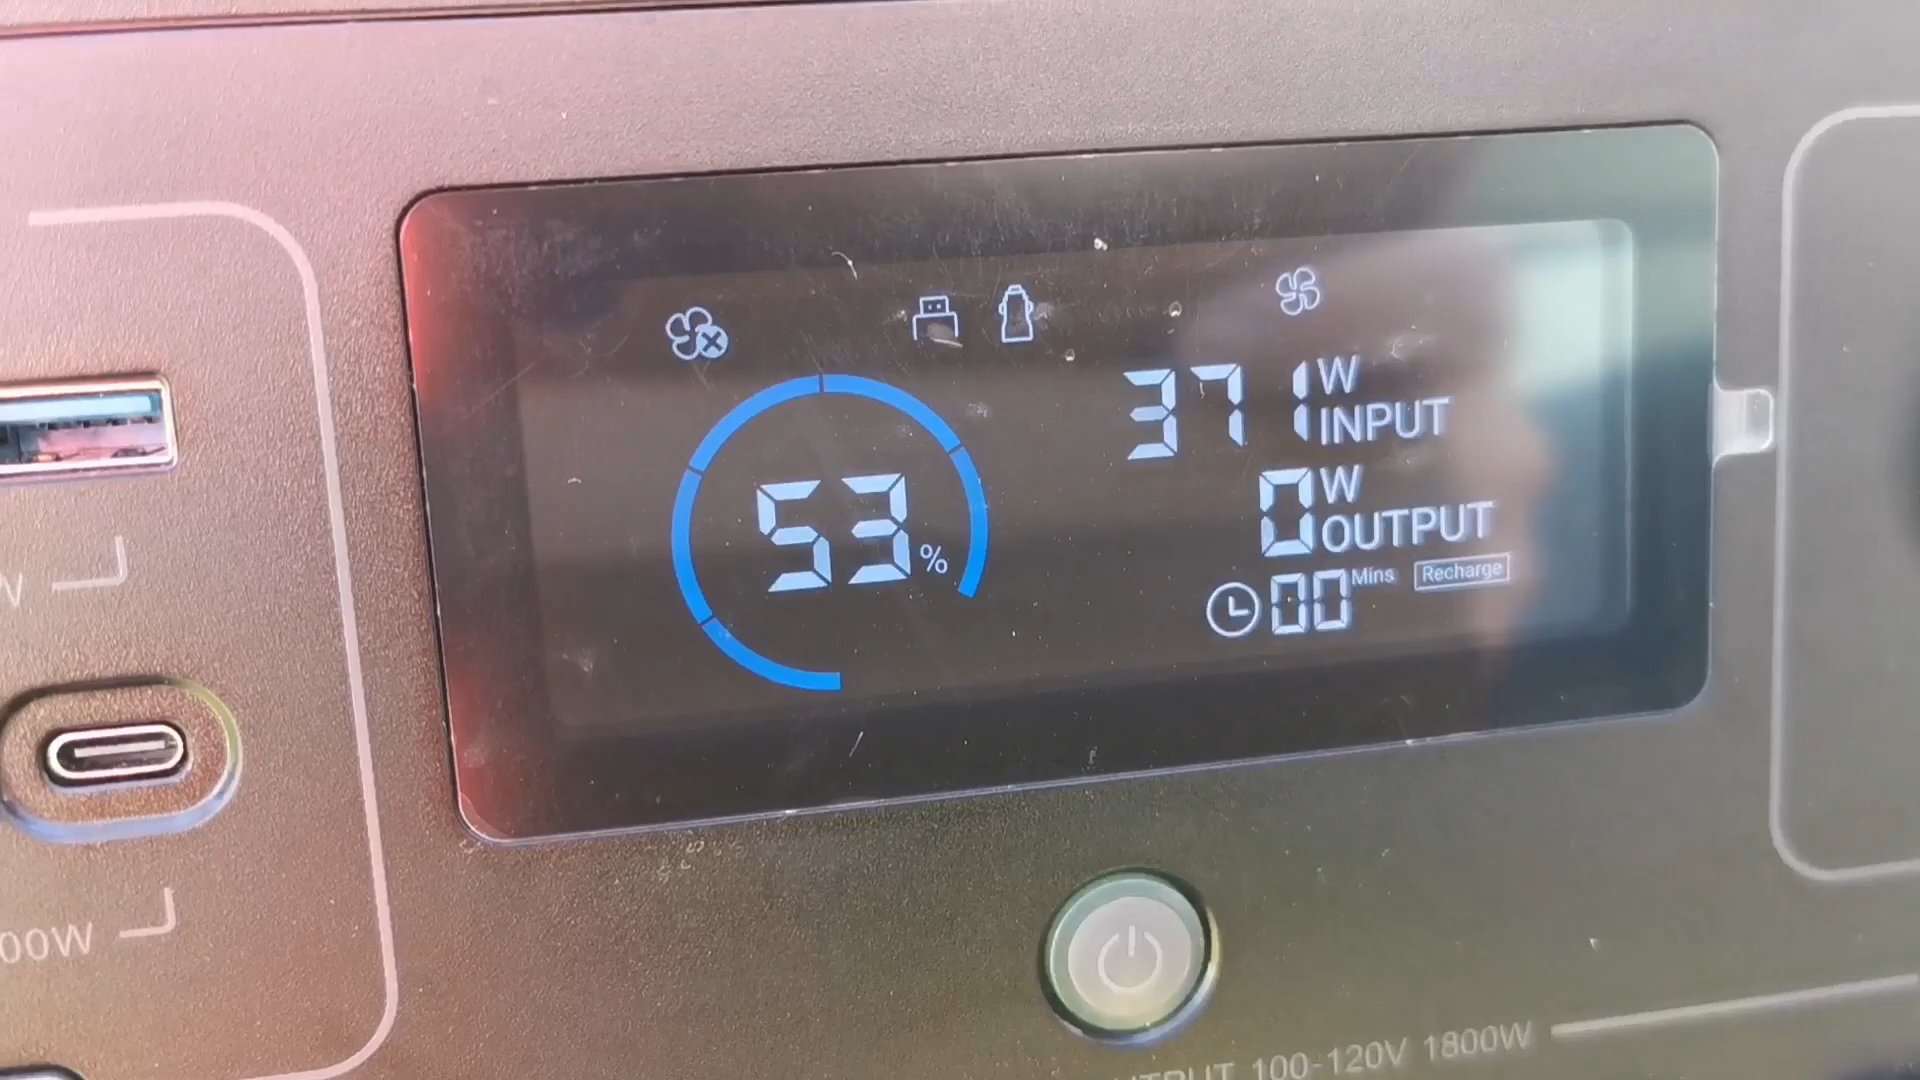 371 W
INPUT
53 %
0 W
OUTPUT
00 Mins Recharge
W
00W
100-120V 1800W